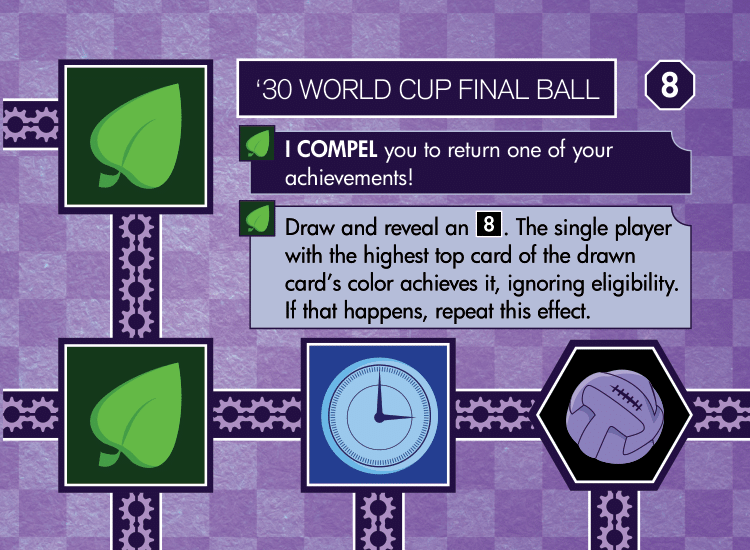 ‘30 WORLD CUP FINAL BALL
8
I COMPEL you to return one of your
achievements!
Draw and reveal an 8. The single player
with the highest top card of the drawn
card’s color achieves it, ignoring eligibility.
If that happens, repeat this effect.